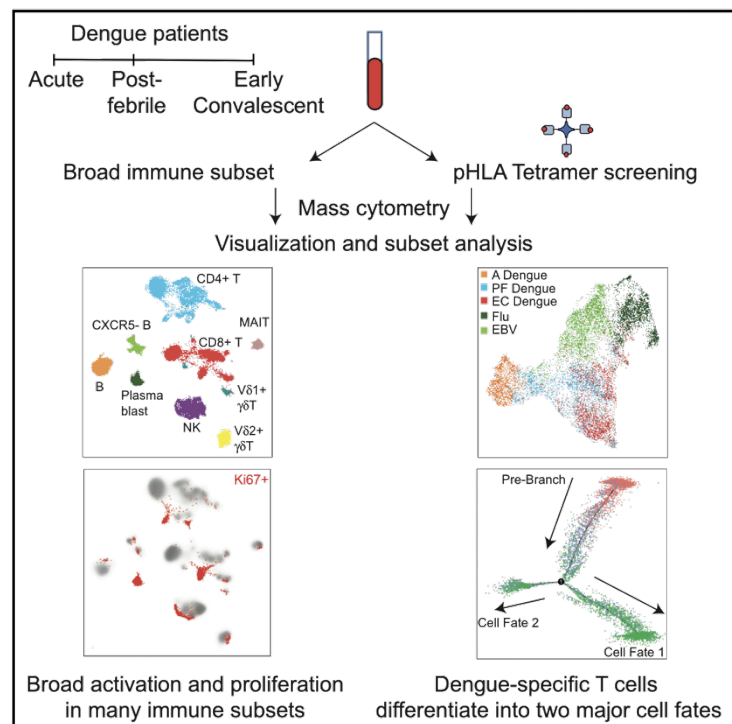 Dengue patients
Acute
Post-
febrile
Early
Convalescent
Broad immune subset
pHLA Tetramer screening
Mass cytometry
Visualization and subset analysis
CD4+ T
CXCR5- B
MAIT
CD8+ T
B
Plasma
blast
Vδ1+
γδT
NK
Vδ2+
γδT
A Dengue
PF Dengue
EC Dengue
Flu
EBV
Ki67+
Pre-Branch
1
Cell Fate 2
Cell Fate 1
Broad activation and proliferation
in many immune subsets
Dengue-specific T cells
differentiate into two major cell fates